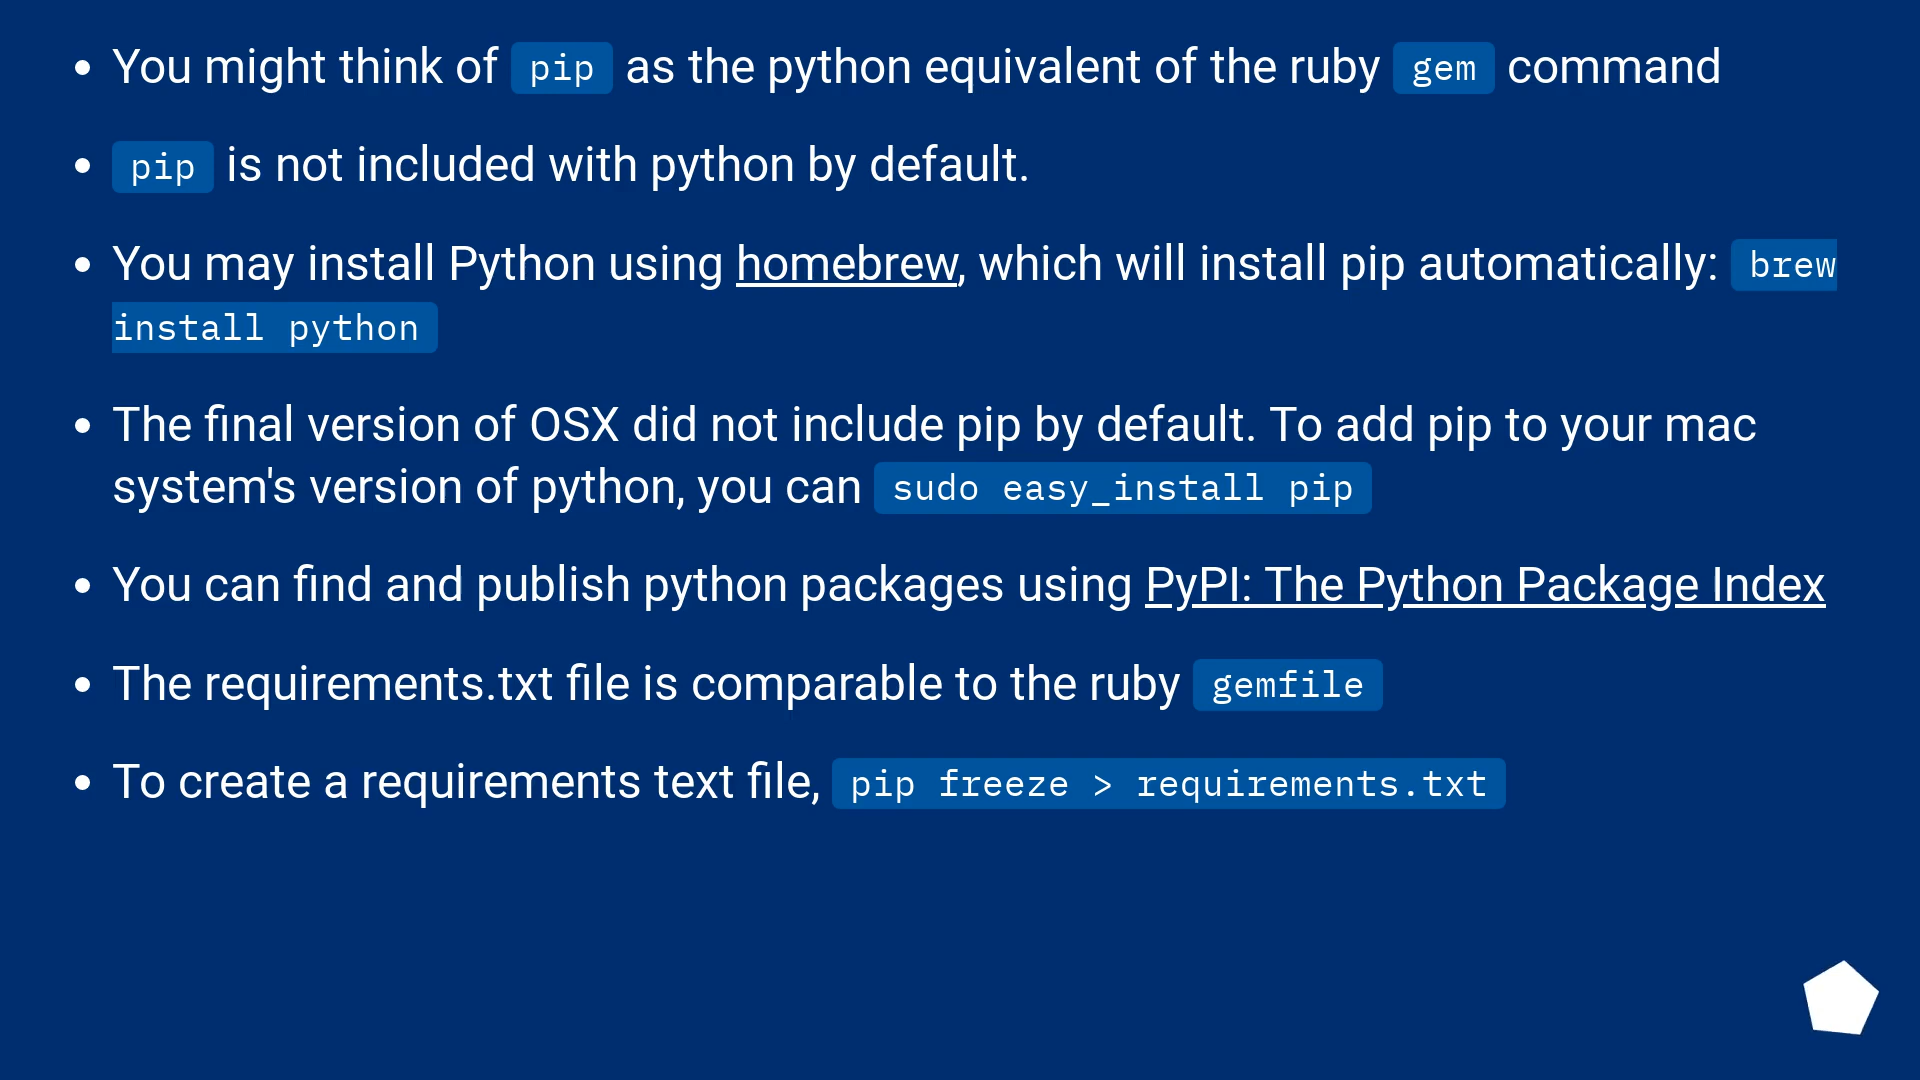 • You might think of pip as the python equivalent of the ruby gem command
• pip is not included with python by default.
• You may install Python using homebrew, which will install pip automatically: brew
install python
• The final version of OSX did not include pip by default. To add pip to your mac
system's version of python, you can sudo easy_install pip
• You can find and publish python packages using PyPI: The Python Package Index
• The requirements.txt file is comparable to the ruby gemfile
• To create a requirements text file, pip freeze > requirements.txt